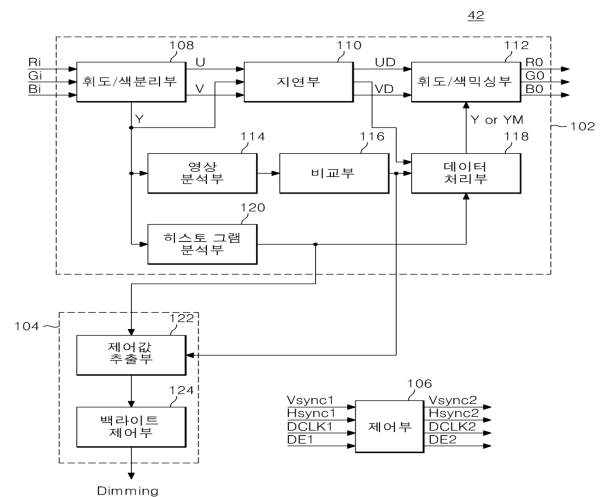 42
108
110
112
Ri
Gi
Bi
휘도/색분리부
U
V
지연부
UD
VD
휘도/색믹싱부
R0
G0
B0
Y
Y or YM
102
114
116
118
영상
분석부
비교부
데이터
처리부
120
히스토 그램
분석부
104
122
제어값
추출부
124
백라이트
제어부
Dimming
106
Vsync1
Hsync1
DCLK1
DE1
제어부
Vsync2
Hsync2
DCLK2
DE2